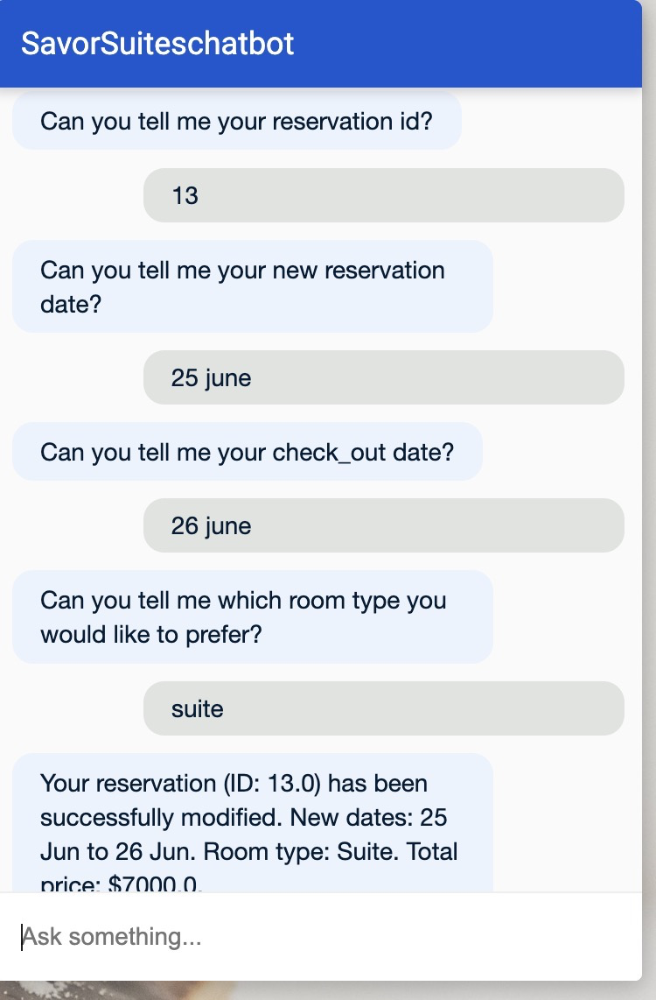 SavorSuiteschatbot
Can you tell me your reservation id?
13
Can you tell me your new reservation
date?
25 june
Can you tell me your check_out date?
26 june
Can you tell me which room type you
would like to prefer?
suite
Your reservation (ID: 13.0) has been
successfully modified. New dates: 25
Jun to 26 Jun. Room type: Suite. Total
price: $7000.0.
Ask something...